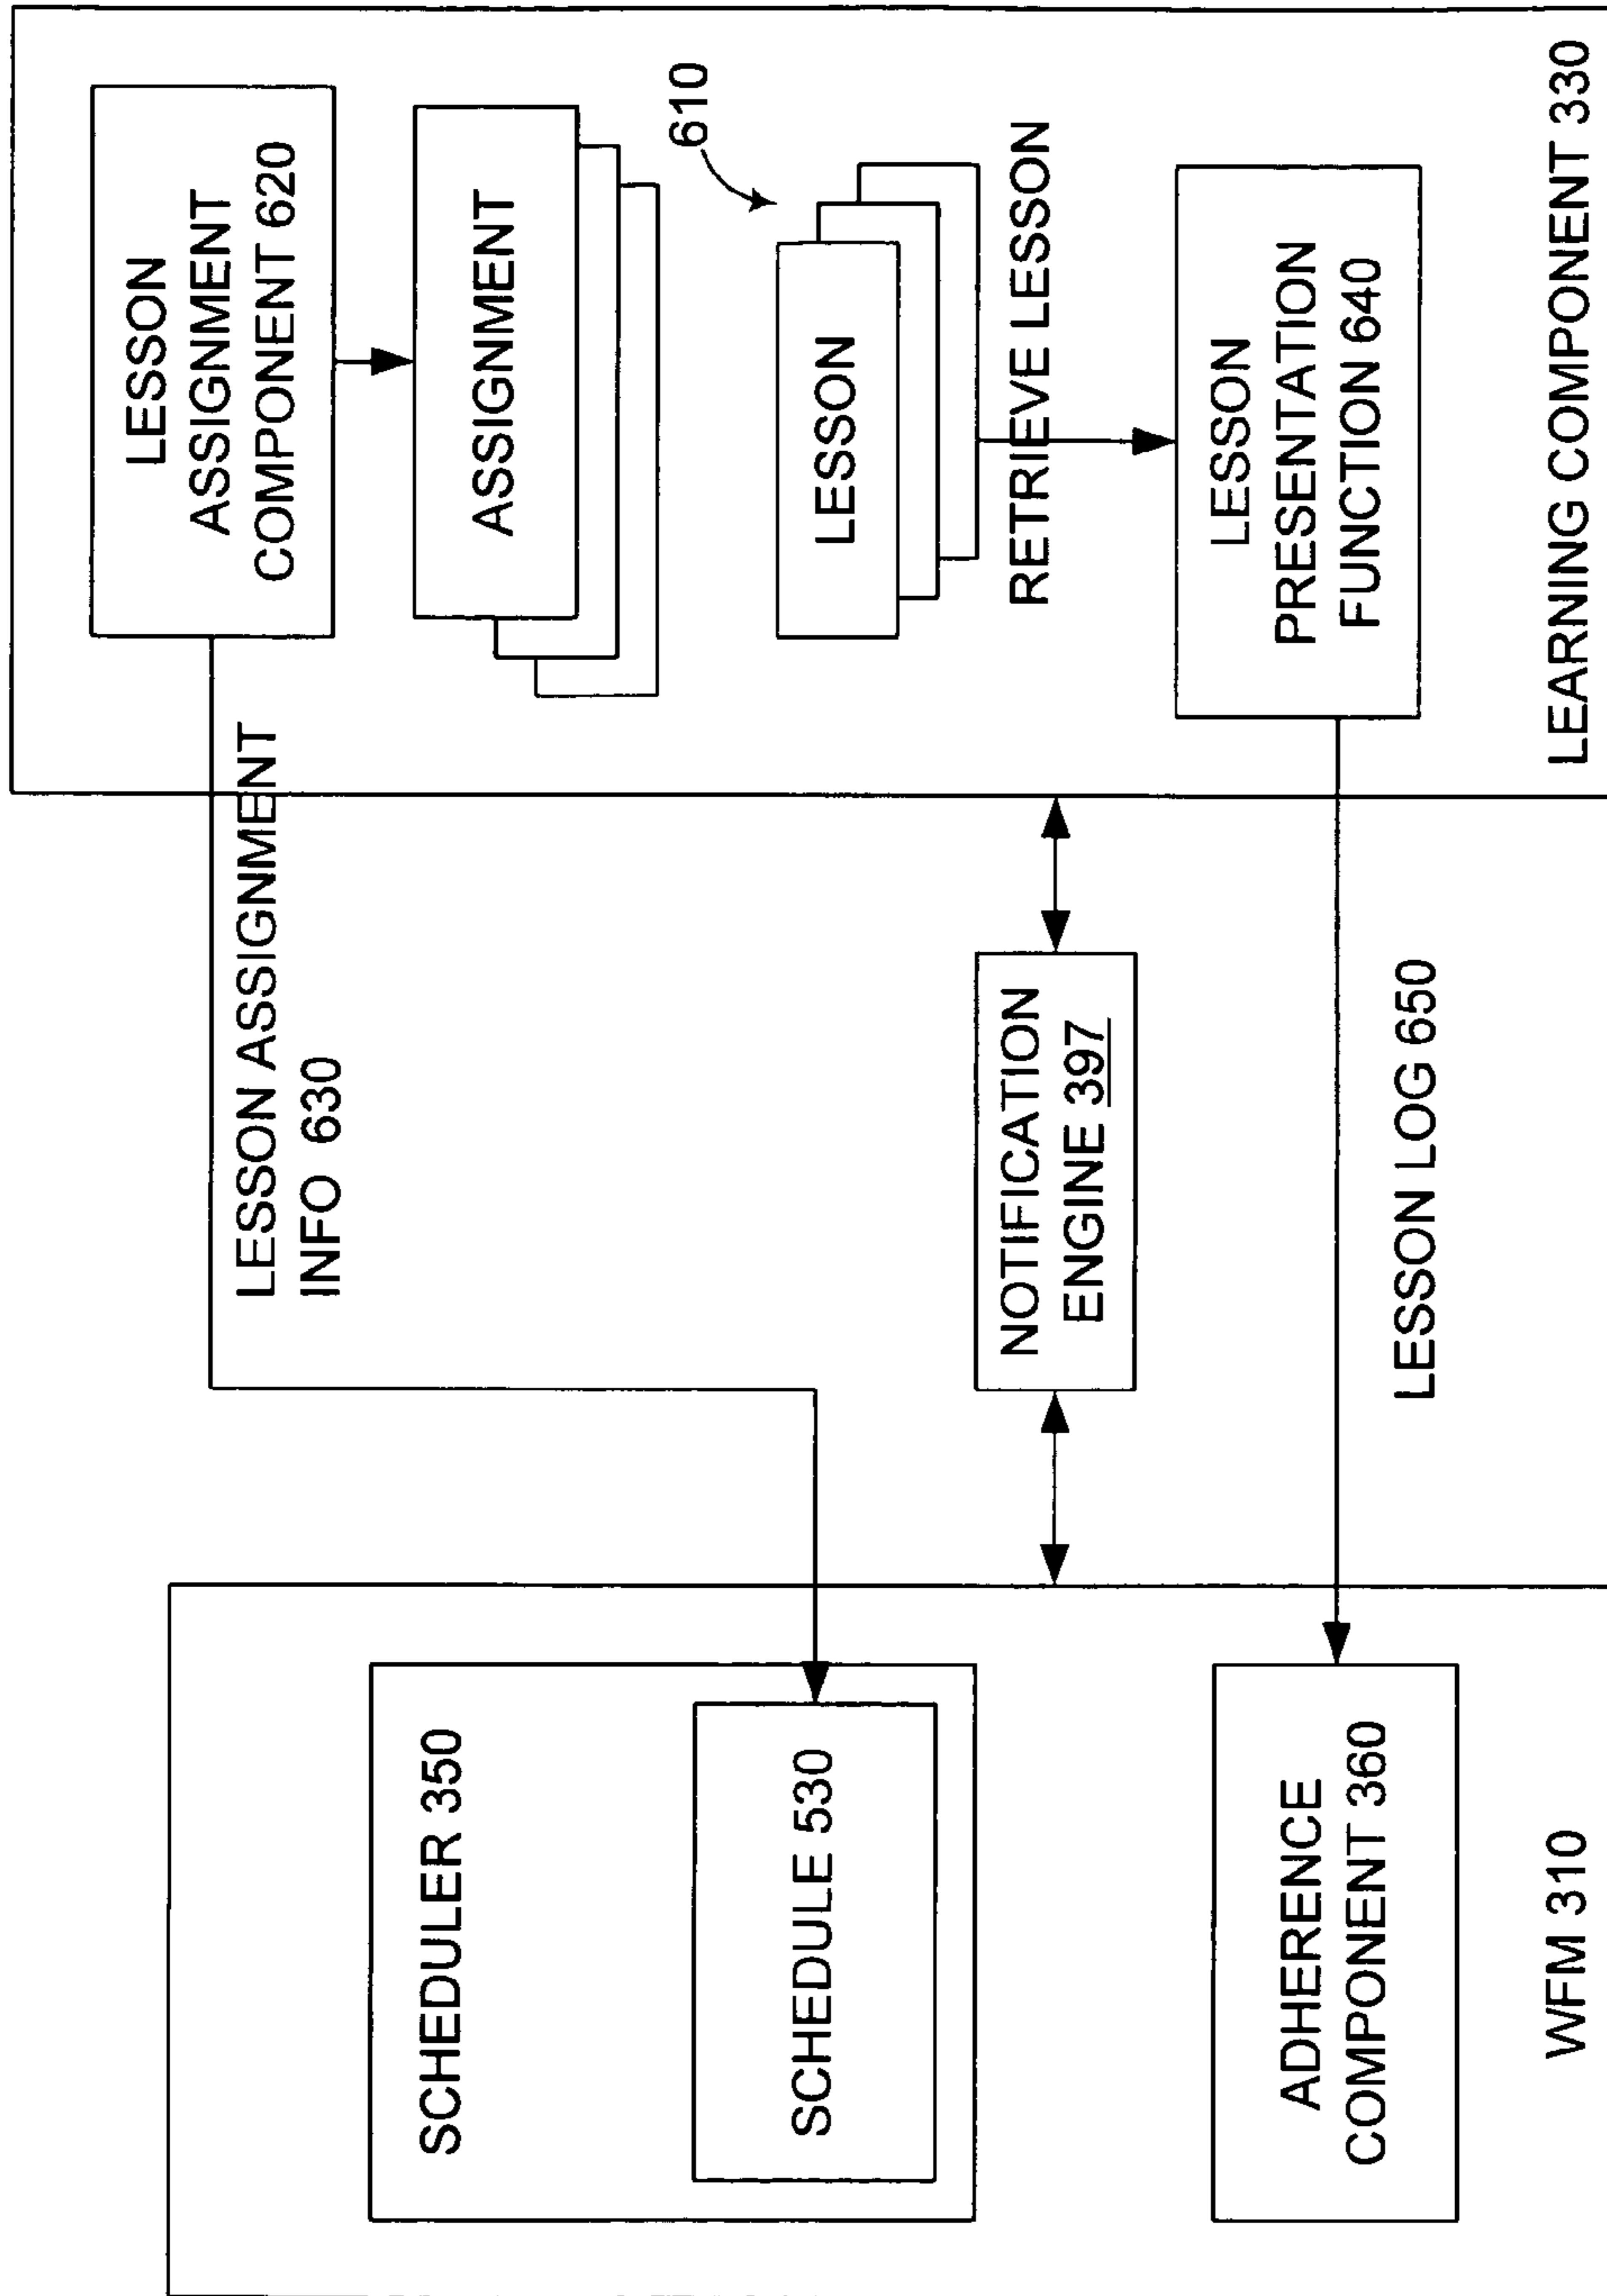 SCHEDULER 350
SCHEDULE 530
ADHERENCE
COMPONENT 360
WFM 310
LESSON ASSIGNMENT
INFO 630
NOTIFICATION
ENGINE 397
LESSON LOG 650
LESSON
ASSIGNMENT
COMPONENT 620
ASSIGNMENT
610
LESSON
RETRIEVE LESSON
LESSON
PRESENTATION
FUNCTION 640
LEARNING COMPONENT 330